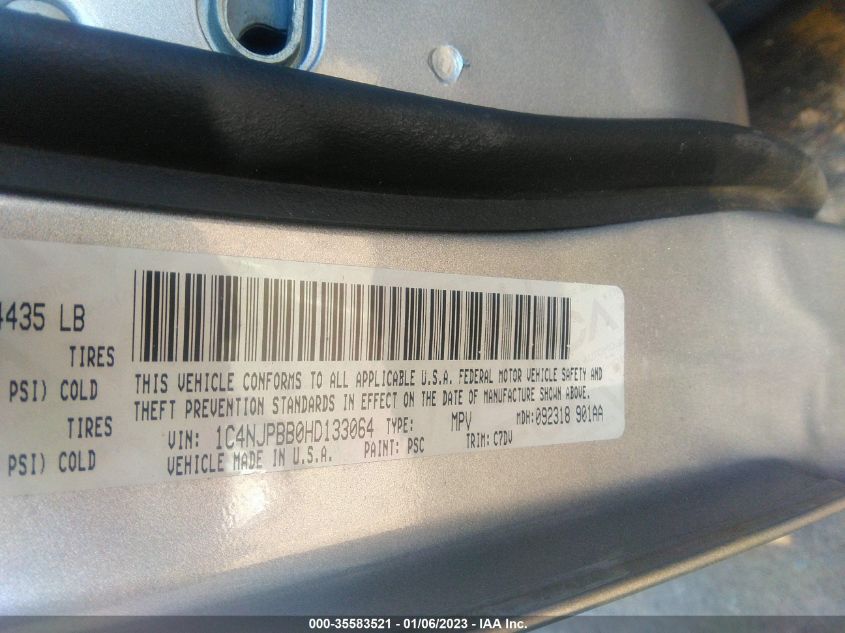 4435 LB
TIRES
PSI) COLD
TIRES
PSI) COLD
THIS VEHICLE CONFORMS TO ALL APPLICABLE U.S.A. FEDERAL MOTOR VEHICLE SAFETY AND
THEFT PREVENTION STANDARDS IN EFFECT ON THE DATE OF MANUFACTURE SHOWN ABOVE.
VIN: 1C4NJPBB0HD133064 TYPE: MPV MDH:092318 901AA
VEHICLE MADE IN U.S.A. PAINT: PSC TRIM: C7DV
000-35583521 - 01/06/2023 - IAA Inc.